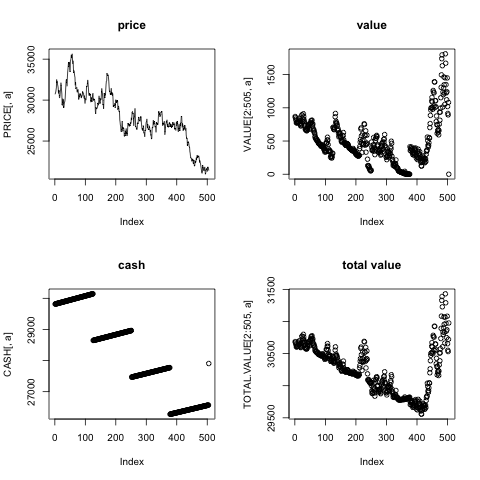 price
value
PRICE[, a]
35000
30000
25000
0 100 200 300 400 500
Index
VALUE[2:505, a]
1500
1000
500
0
0 100 200 300 400 500
Index
cash
total value
CASH[, a]
29000
27000
0 100 200 300 400 500
Index
TOTAL.VALUE[2:505, a]
31500
30500
29500
0 100 200 300 400 500
Index